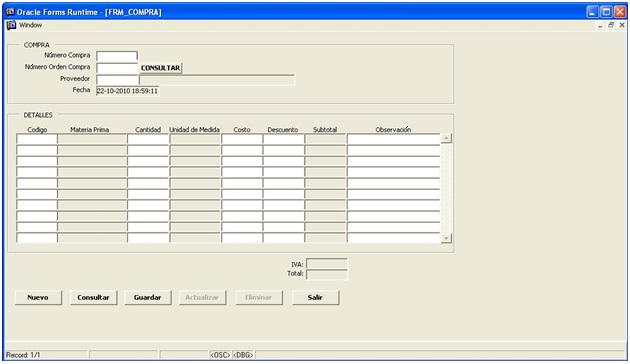 Oracle Forms Runtime - [FRM_COMPRA]
Window
COMPRA
Número Compra
Número Orden Compra CONSULTAR
Proveedor
Fecha 22-10-2010 18:59:11
DETALLES
Codigo Materia Prima Cantidad Unidad de Medida Costo Descuento Subtotal Observación
IVA:
Total:
Nuevo Consultar Guardar Actualizar Eliminar Salir
Record: 1/1 <OSC> <DBG>